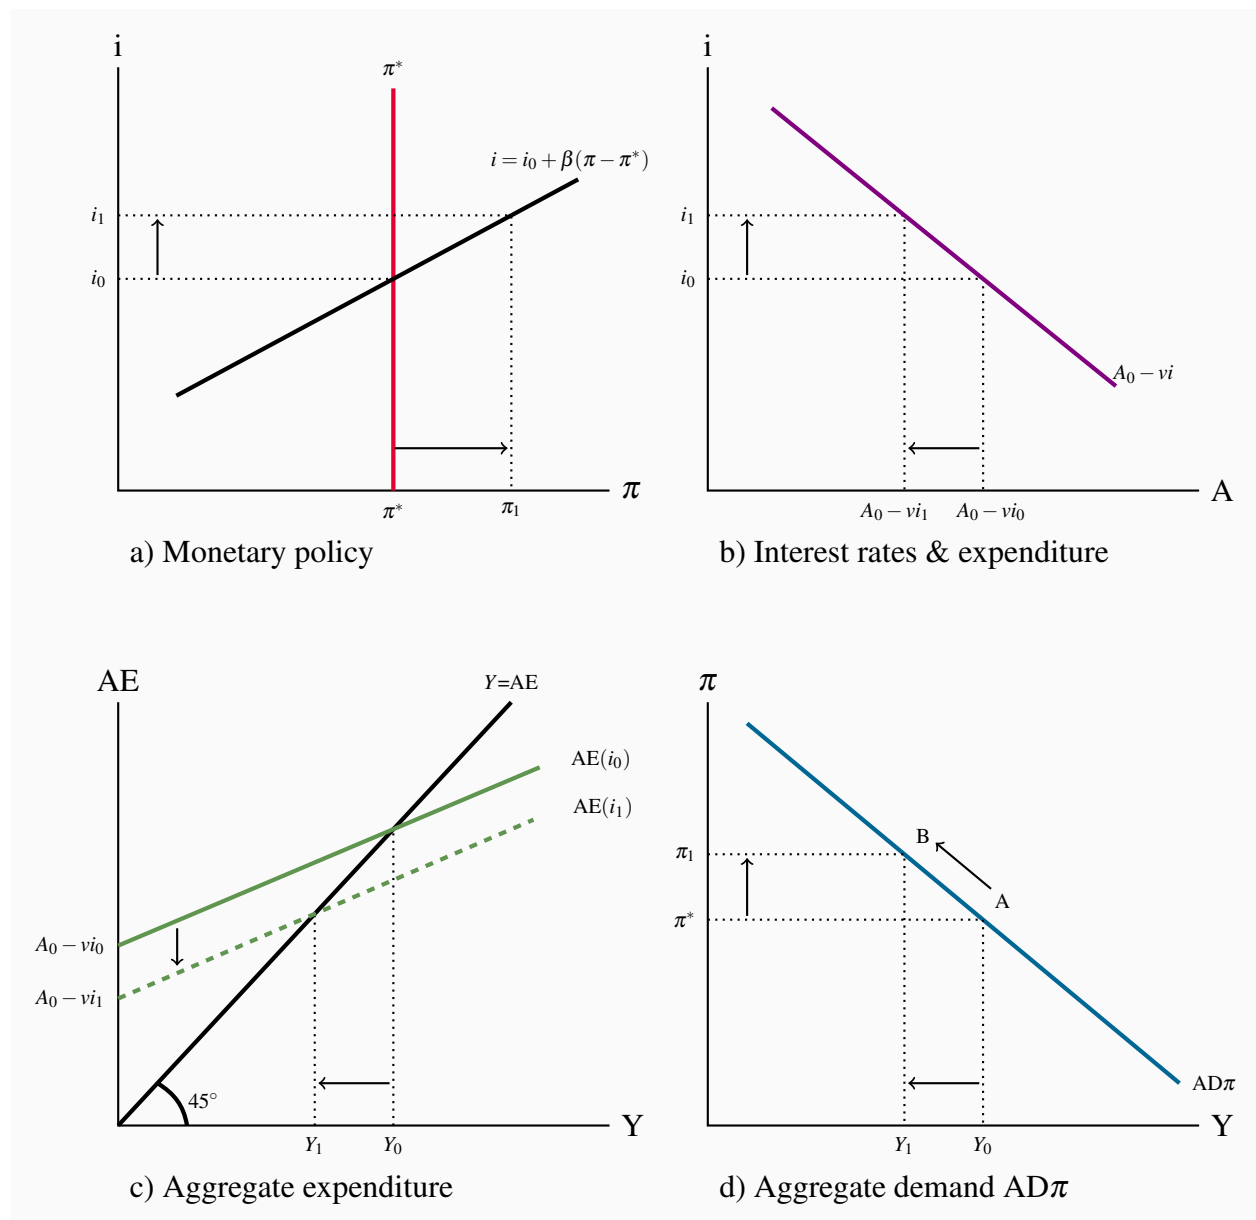 i
π*
i = i₀ + β(π − π*)
i₁
i₀
π
π*
π₁
a) Monetary policy
i
i₁
i₀
A₀ − vi
A
A₀ − vi₁
A₀ − vi₀
b) Interest rates & expenditure
AE
Y=AE
AE(i₀)
AE(i₁)
A₀ − vi₀
A₀ − vi₁
45°
Y
Y₁
Y₀
c) Aggregate expenditure
π
B
π₁
A
π*
ADπ
Y
Y₁
Y₀
d) Aggregate demand ADπ